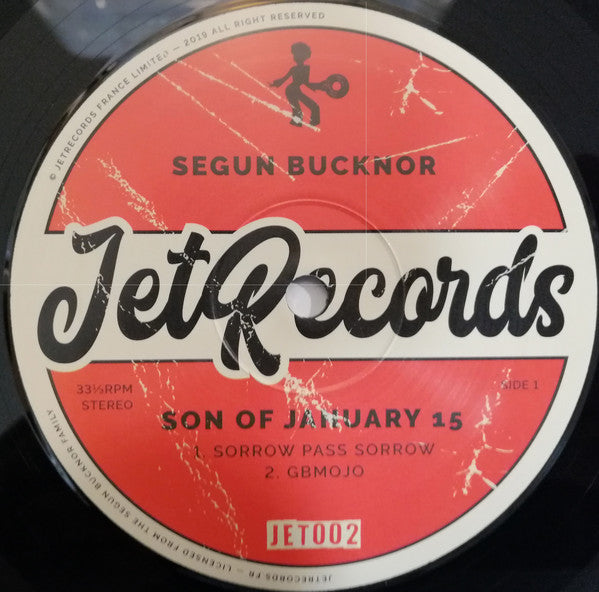 © JETRECORDS FRANCE LIMITED — 2019 ALL RIGHT RESERVED
SEGUN BUCKNOR
JetRecords
33⅓RPM
STEREO
SIDE 1
SON OF JANUARY 15
1. SORROW PASS SORROW
2. GBMOJO
JET002
JETRECORDS.FR — LICENSED FROM THE SEGUN BUCKNOR FAMILY